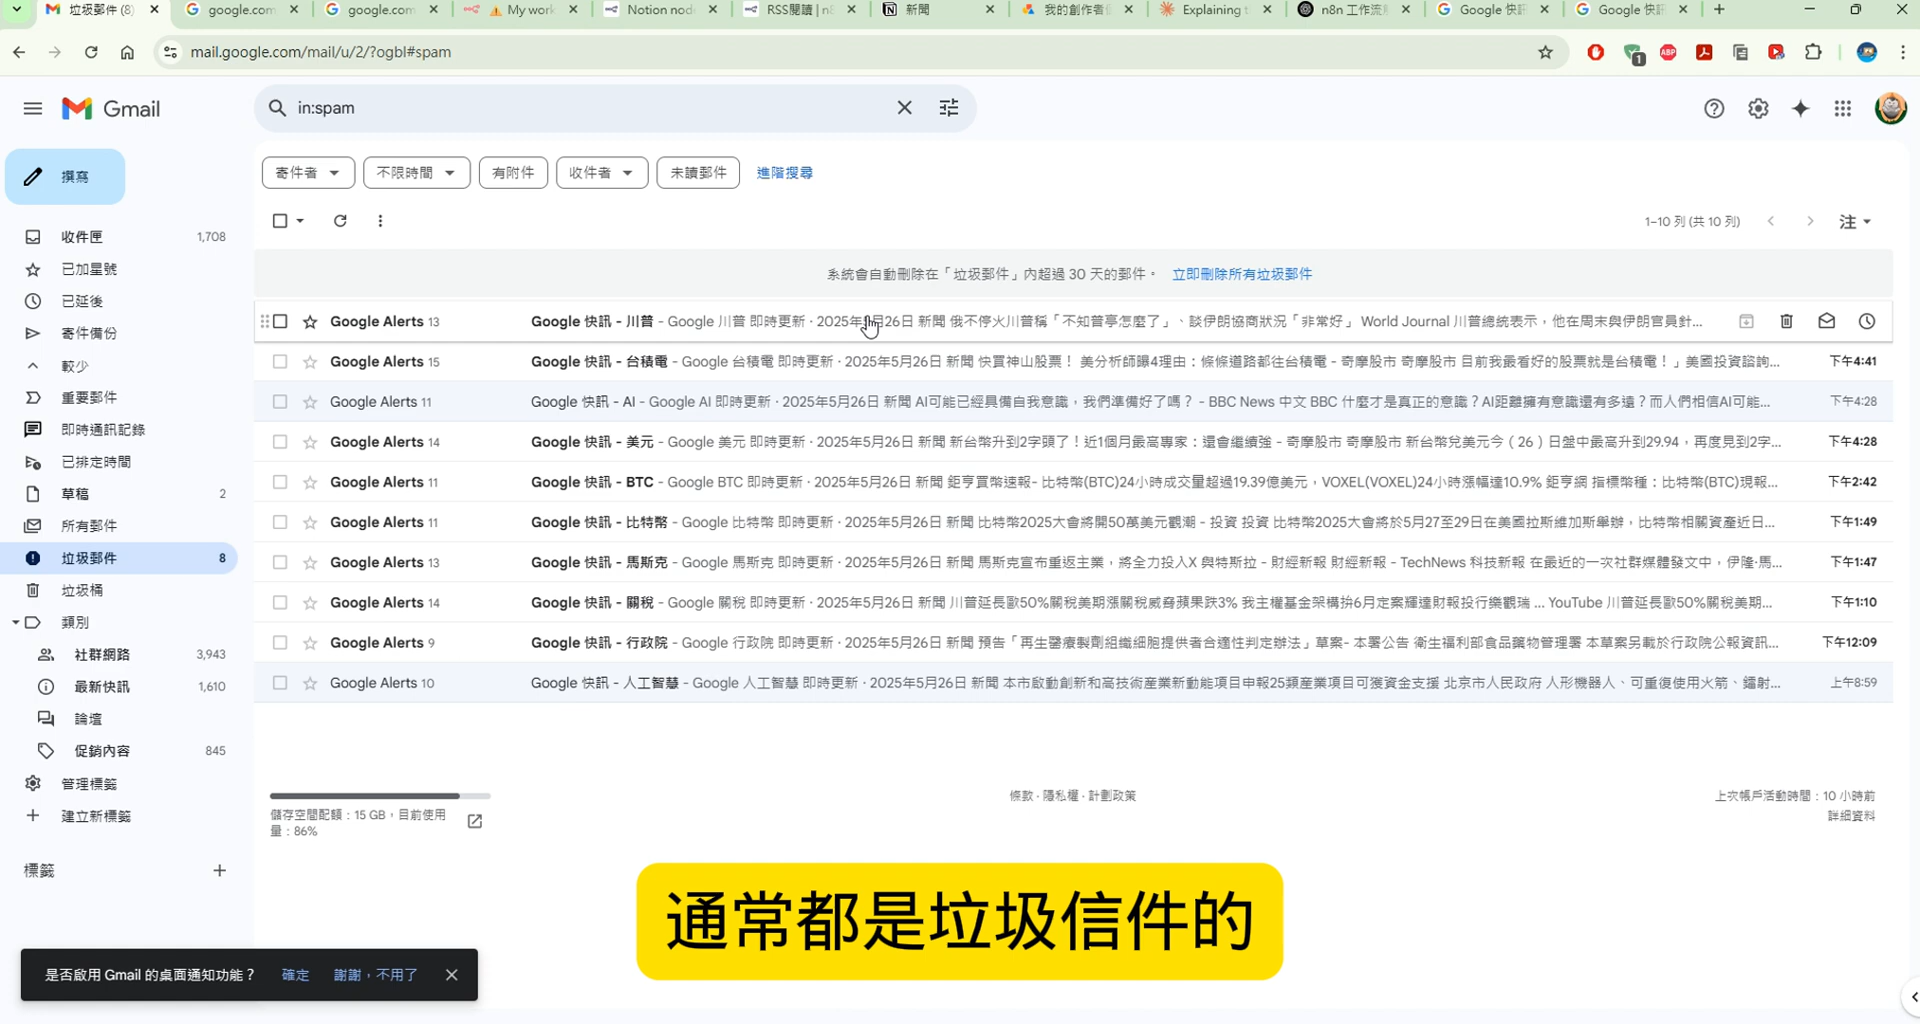 垃圾郵件 (8)
google.com
google.com
My work
Notion nod
RSS閱讀 | n8
新聞
我的創作者
Explaining t
n8n 工作流
Google 快訊
Google 快訊
mail.google.com/mail/u/2/?ogbl#spam
1
ABP
Gmail
in:spam
撰寫
寄件者
不限時間
有附件
收件者
未讀郵件
進階搜尋
1–10 列 (共 10 列)
注
收件匣 1,708
已加星號
已延後
寄件備份
較少
重要郵件
即時通訊記錄
已排定時間
草稿 2
所有郵件
垃圾郵件 8
垃圾桶
類別
社群網路 3,943
最新快訊 1,610
論壇
促銷內容 845
管理標籤
建立新標籤
標籤
系統會自動刪除在「垃圾郵件」內超過 30 天的郵件。 立即刪除所有垃圾郵件
Google Alerts 13 Google 快訊 - 川普 - Google 川普 即時更新 · 2025年5月26日 新聞 俄不停火川普稱「不知普亭怎麼了」、談伊朗協商狀況「非常好」 World Journal 川普總統表示，他在周末與伊朗官員針...
Google Alerts 15 Google 快訊 - 台積電 - Google 台積電 即時更新 · 2025年5月26日 新聞 快買神山股票！ 美分析師曝4理由：條條道路都往台積電 - 奇摩股市 奇摩股市 目前我最看好的股票就是台積電！」美國投資諮詢... 下午4:41
Google Alerts 11 Google 快訊 - AI - Google AI 即時更新 · 2025年5月26日 新聞 AI可能已經具備自我意識，我們準備好了嗎？ - BBC News 中文 BBC 什麼才是真正的意識？AI距離擁有意識還有多遠？而人們相信AI可能... 下午4:28
Google Alerts 14 Google 快訊 - 美元 - Google 美元 即時更新 · 2025年5月26日 新聞 新台幣升到2字頭了！近1個月最高專家：還會繼續強 - 奇摩股市 奇摩股市 新台幣兌美元今（26）日盤中最高升到29.94，再度見到2字... 下午4:28
Google Alerts 11 Google 快訊 - BTC - Google BTC 即時更新 · 2025年5月26日 新聞 鉅亨買幣速報- 比特幣(BTC)24小時成交量超過19.39億美元，VOXEL(VOXEL)24小時漲幅達10.9% 鉅亨網 指標幣種：比特幣(BTC)現報... 下午2:42
Google Alerts 11 Google 快訊 - 比特幣 - Google 比特幣 即時更新 · 2025年5月26日 新聞 比特幣2025大會將開50萬美元觀潮 - 投資 投資 比特幣2025大會將於5月27至29日在美國拉斯維加斯舉辦，比特幣相關資產近日... 下午1:49
Google Alerts 13 Google 快訊 - 馬斯克 - Google 馬斯克 即時更新 · 2025年5月26日 新聞 馬斯克宣布重返主業，將全力投入X 與特斯拉 - 財經新報 財經新報 - TechNews 科技新報 在最近的一次社群媒體發文中，伊隆·馬... 下午1:47
Google Alerts 14 Google 快訊 - 關稅 - Google 關稅 即時更新 · 2025年5月26日 新聞 川普延長歐50%關稅美期漲關稅威脅蘋果跌3% 我主權基金架構拚6月定案輝達財報投行樂觀瑞 ... YouTube 川普延長歐50%關稅美期... 下午1:10
Google Alerts 9 Google 快訊 - 行政院 - Google 行政院 即時更新 · 2025年5月26日 新聞 預告「再生醫療製劑組織細胞提供者合適性判定辦法」草案- 本署公告 衛生福利部食品藥物管理署 本草案另載於行政院公報資訊... 下午12:09
Google Alerts 10 Google 快訊 - 人工智慧 - Google 人工智慧 即時更新 · 2025年5月26日 新聞 本市啟動創新和高技術產業新動能項目申報25類產業項目可獲資金支援 北京市人民政府 人形機器人、可重復使用火箭、鐳射... 上午8:59
儲存空間配額：15 GB，目前使用
量：86%
條款 · 隱私權 · 計劃政策
上次帳戶活動時間：10 小時前
詳細資料
通常都是垃圾信件的
是否啟用 Gmail 的桌面通知功能？ 確定 謝謝，不用了